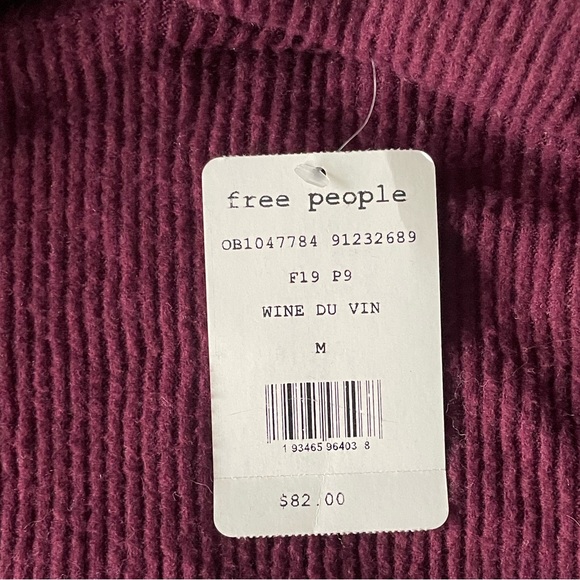 free people
OB1047784 91232689
F19 P9
WINE DU VIN
M
1 93465 96403 8
$82.00